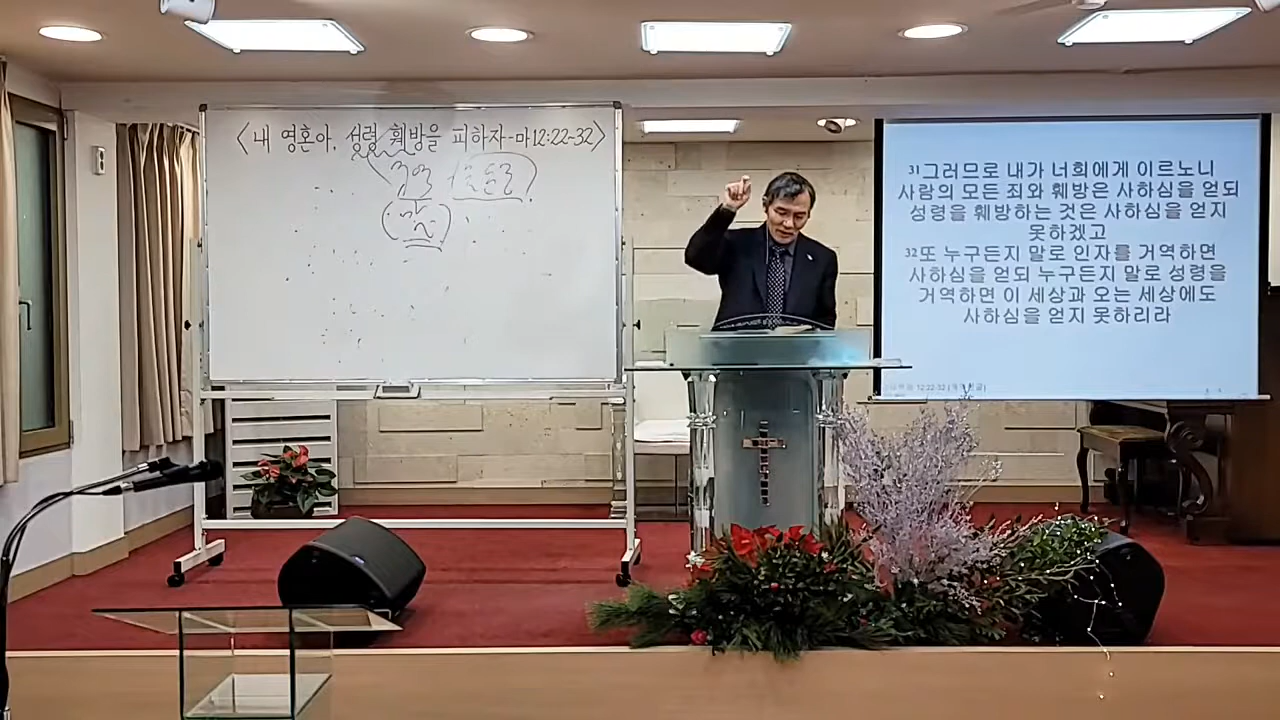 <내 영혼아, 성령 훼방을 피하자-마12:22-32>
31그러므로 내가 너희에게 이르노니
사람의 모든 죄와 훼방은 사하심을 얻되
성령을 훼방하는 것은 사하심을 얻지
못하겠고
32또 누구든지 말로 인자를 거역하면
사하심을 얻되 누구든지 말로 성령을
거역하면 이 세상과 오는 세상에도
사하심을 얻지 못하리라